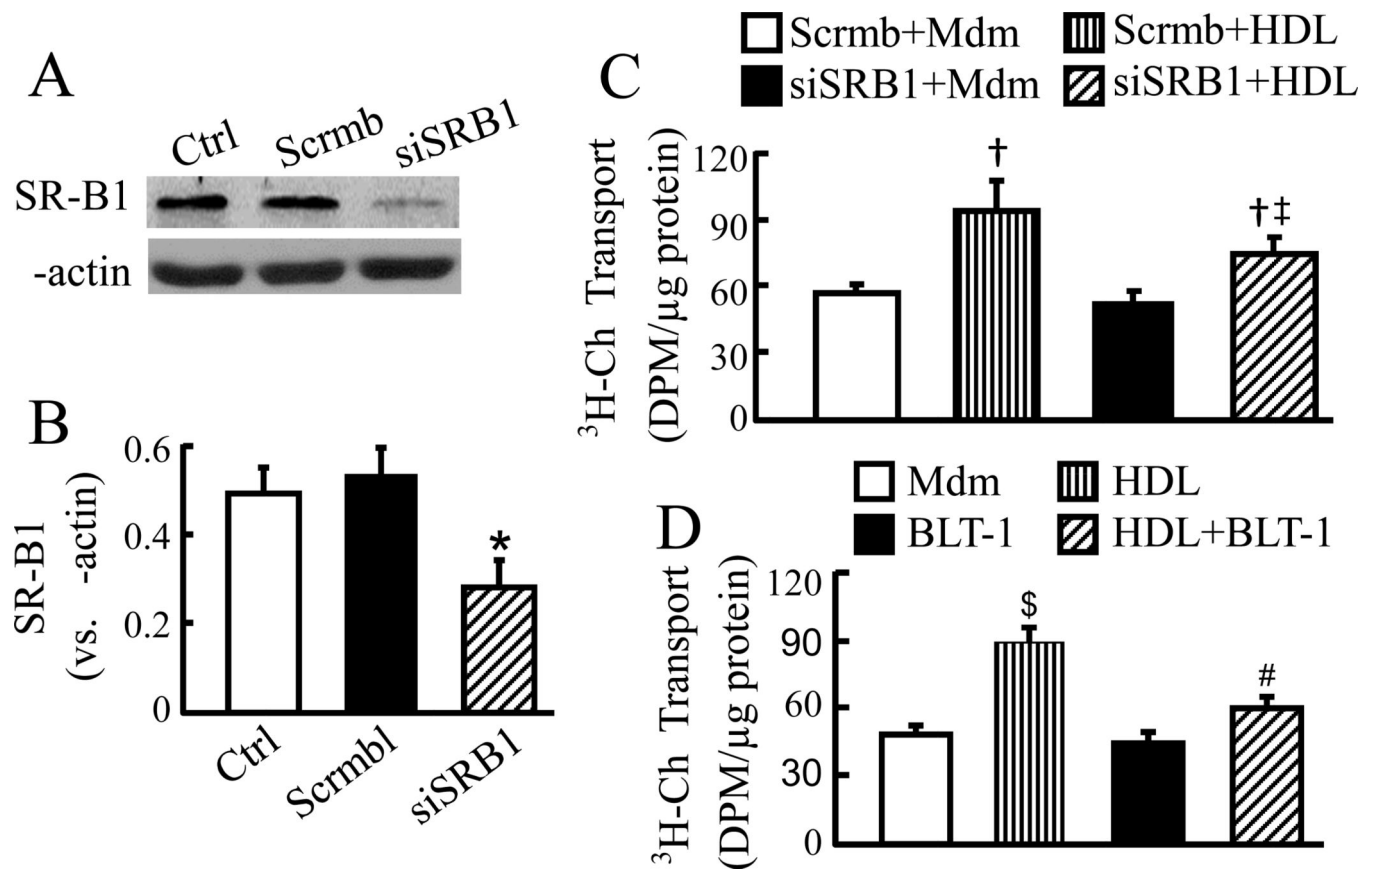 A
Ctrl Scrmb siSRB1
SR-B1
-actin
B
SR-B1
(vs. -actin)
0.6
0.4
0.2
0
*
Ctrl Scrmbl siSRB1
C
Scrmb+Mdm Scrmb+HDL
siSRB1+Mdm siSRB1+HDL
³H-Ch Transport
(DPM/μg protein)
120
90
60
30
0
† †‡
D
Mdm HDL
BLT-1 HDL+BLT-1
³H-Ch Transport
(DPM/μg protein)
120
90
60
30
0
$ #